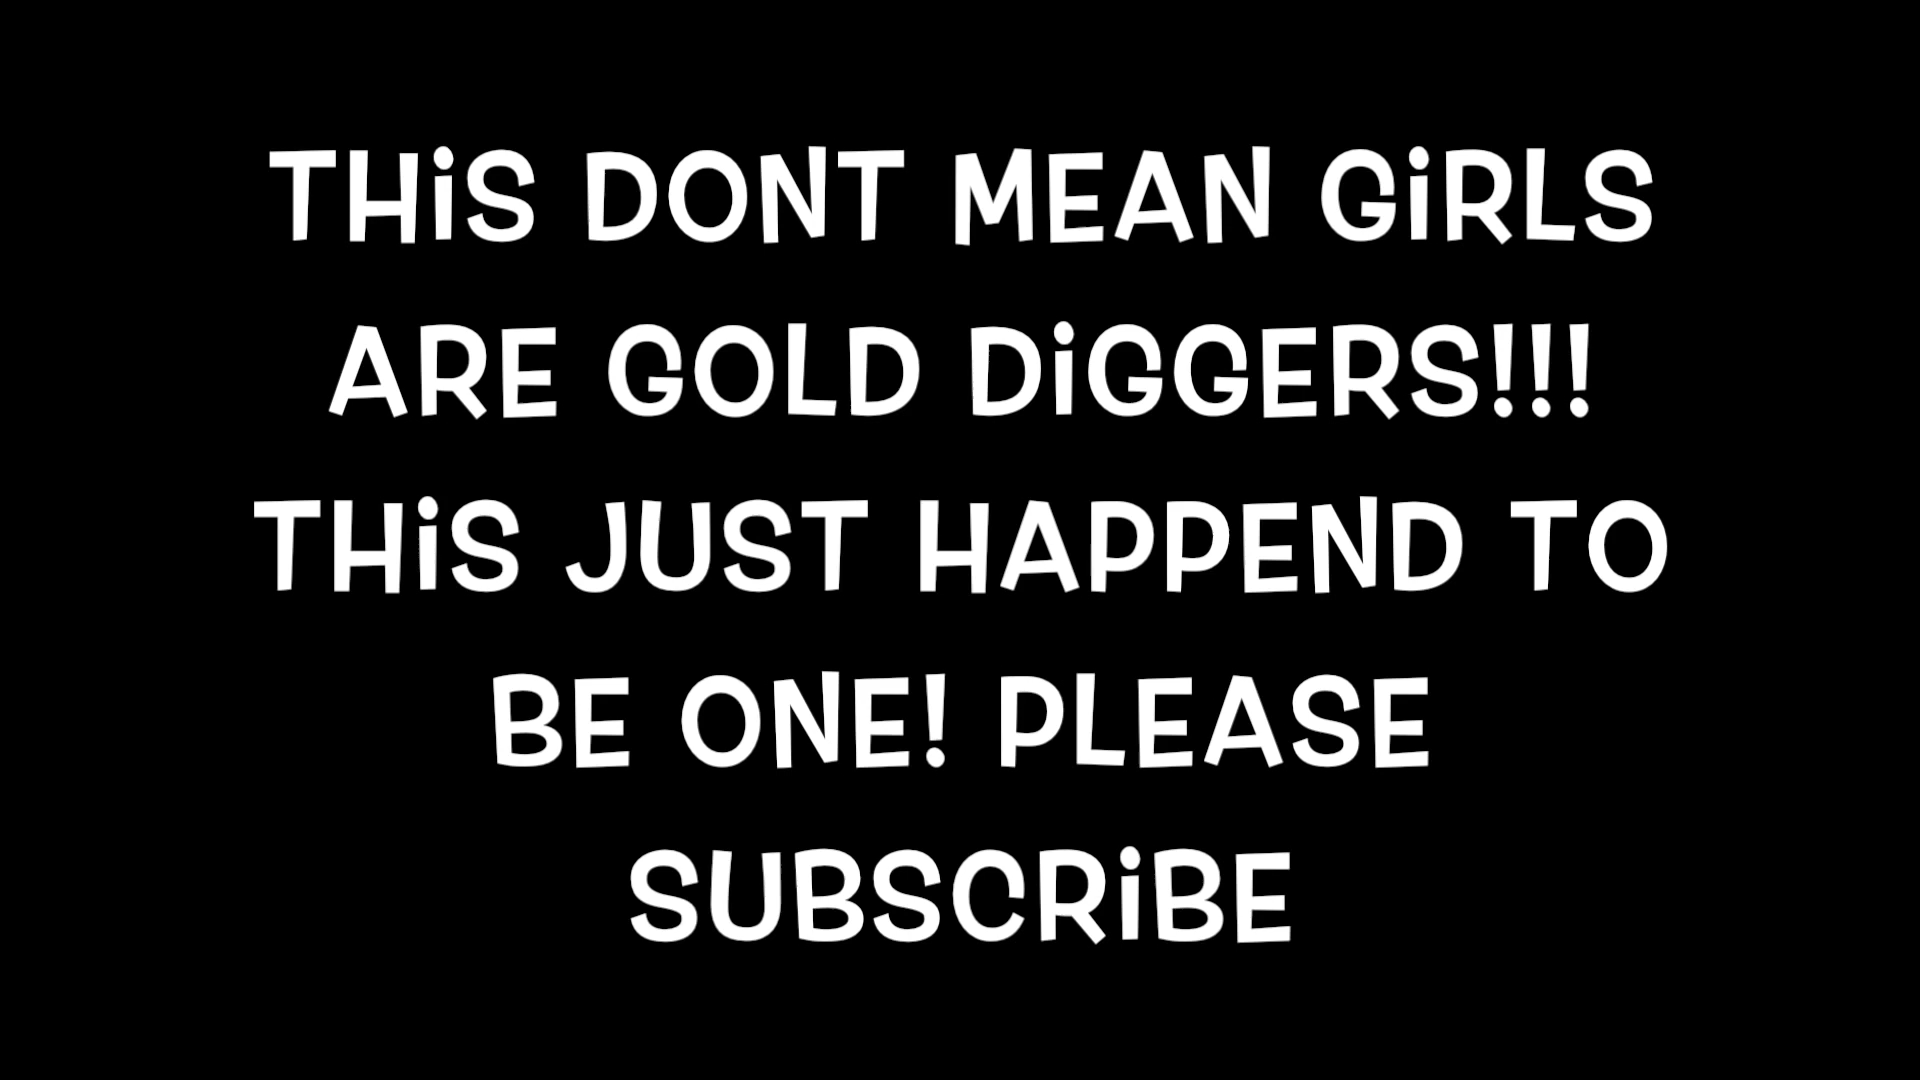 THiS DONT MEAN GiRLS
ARE GOLD DiGGERS!!!
THiS JUST HAPPEND TO
BE ONE! PLEASE
SUBSCRiBE